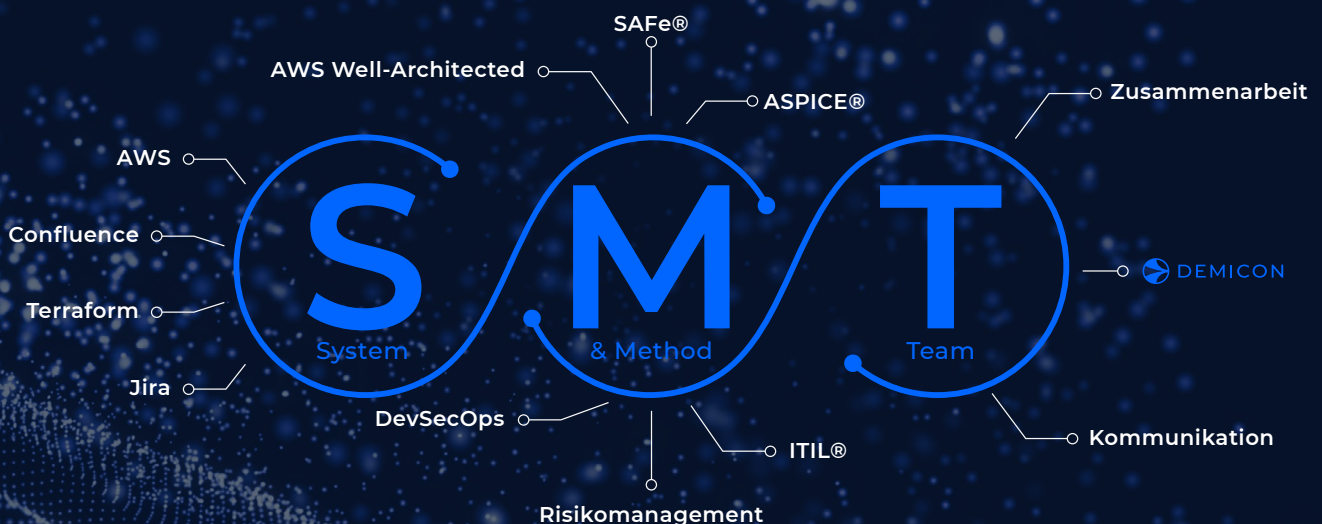 SAFe®
AWS Well-Architected
ASPICE®
Zusammenarbeit
AWS
Confluence
Terraform
Jira
S
System
M
& Method
T
Team
DEMICON
DevSecOps
ITIL®
Kommunikation
Risikomanagement